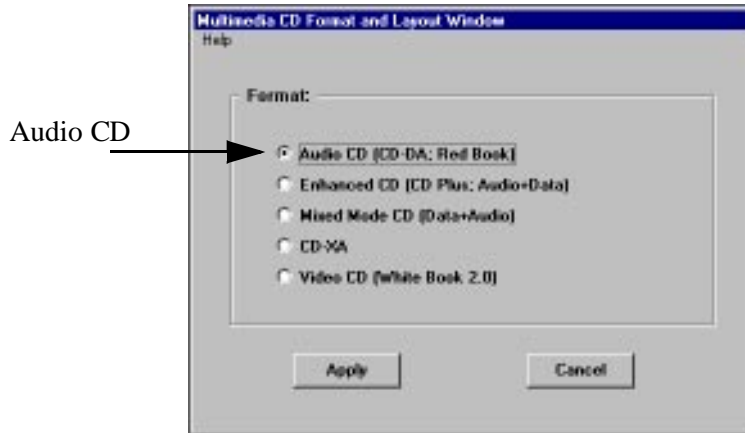 Multimedia CD Format and Layout Window
Help
Format:
Audio CD
Audio CD (CD-DA; Red Book)
Enhanced CD (CD Plus; Audio+Data)
Mixed Mode CD (Data+Audio)
CD-XA
Video CD (White Book 2.0)
Apply
Cancel